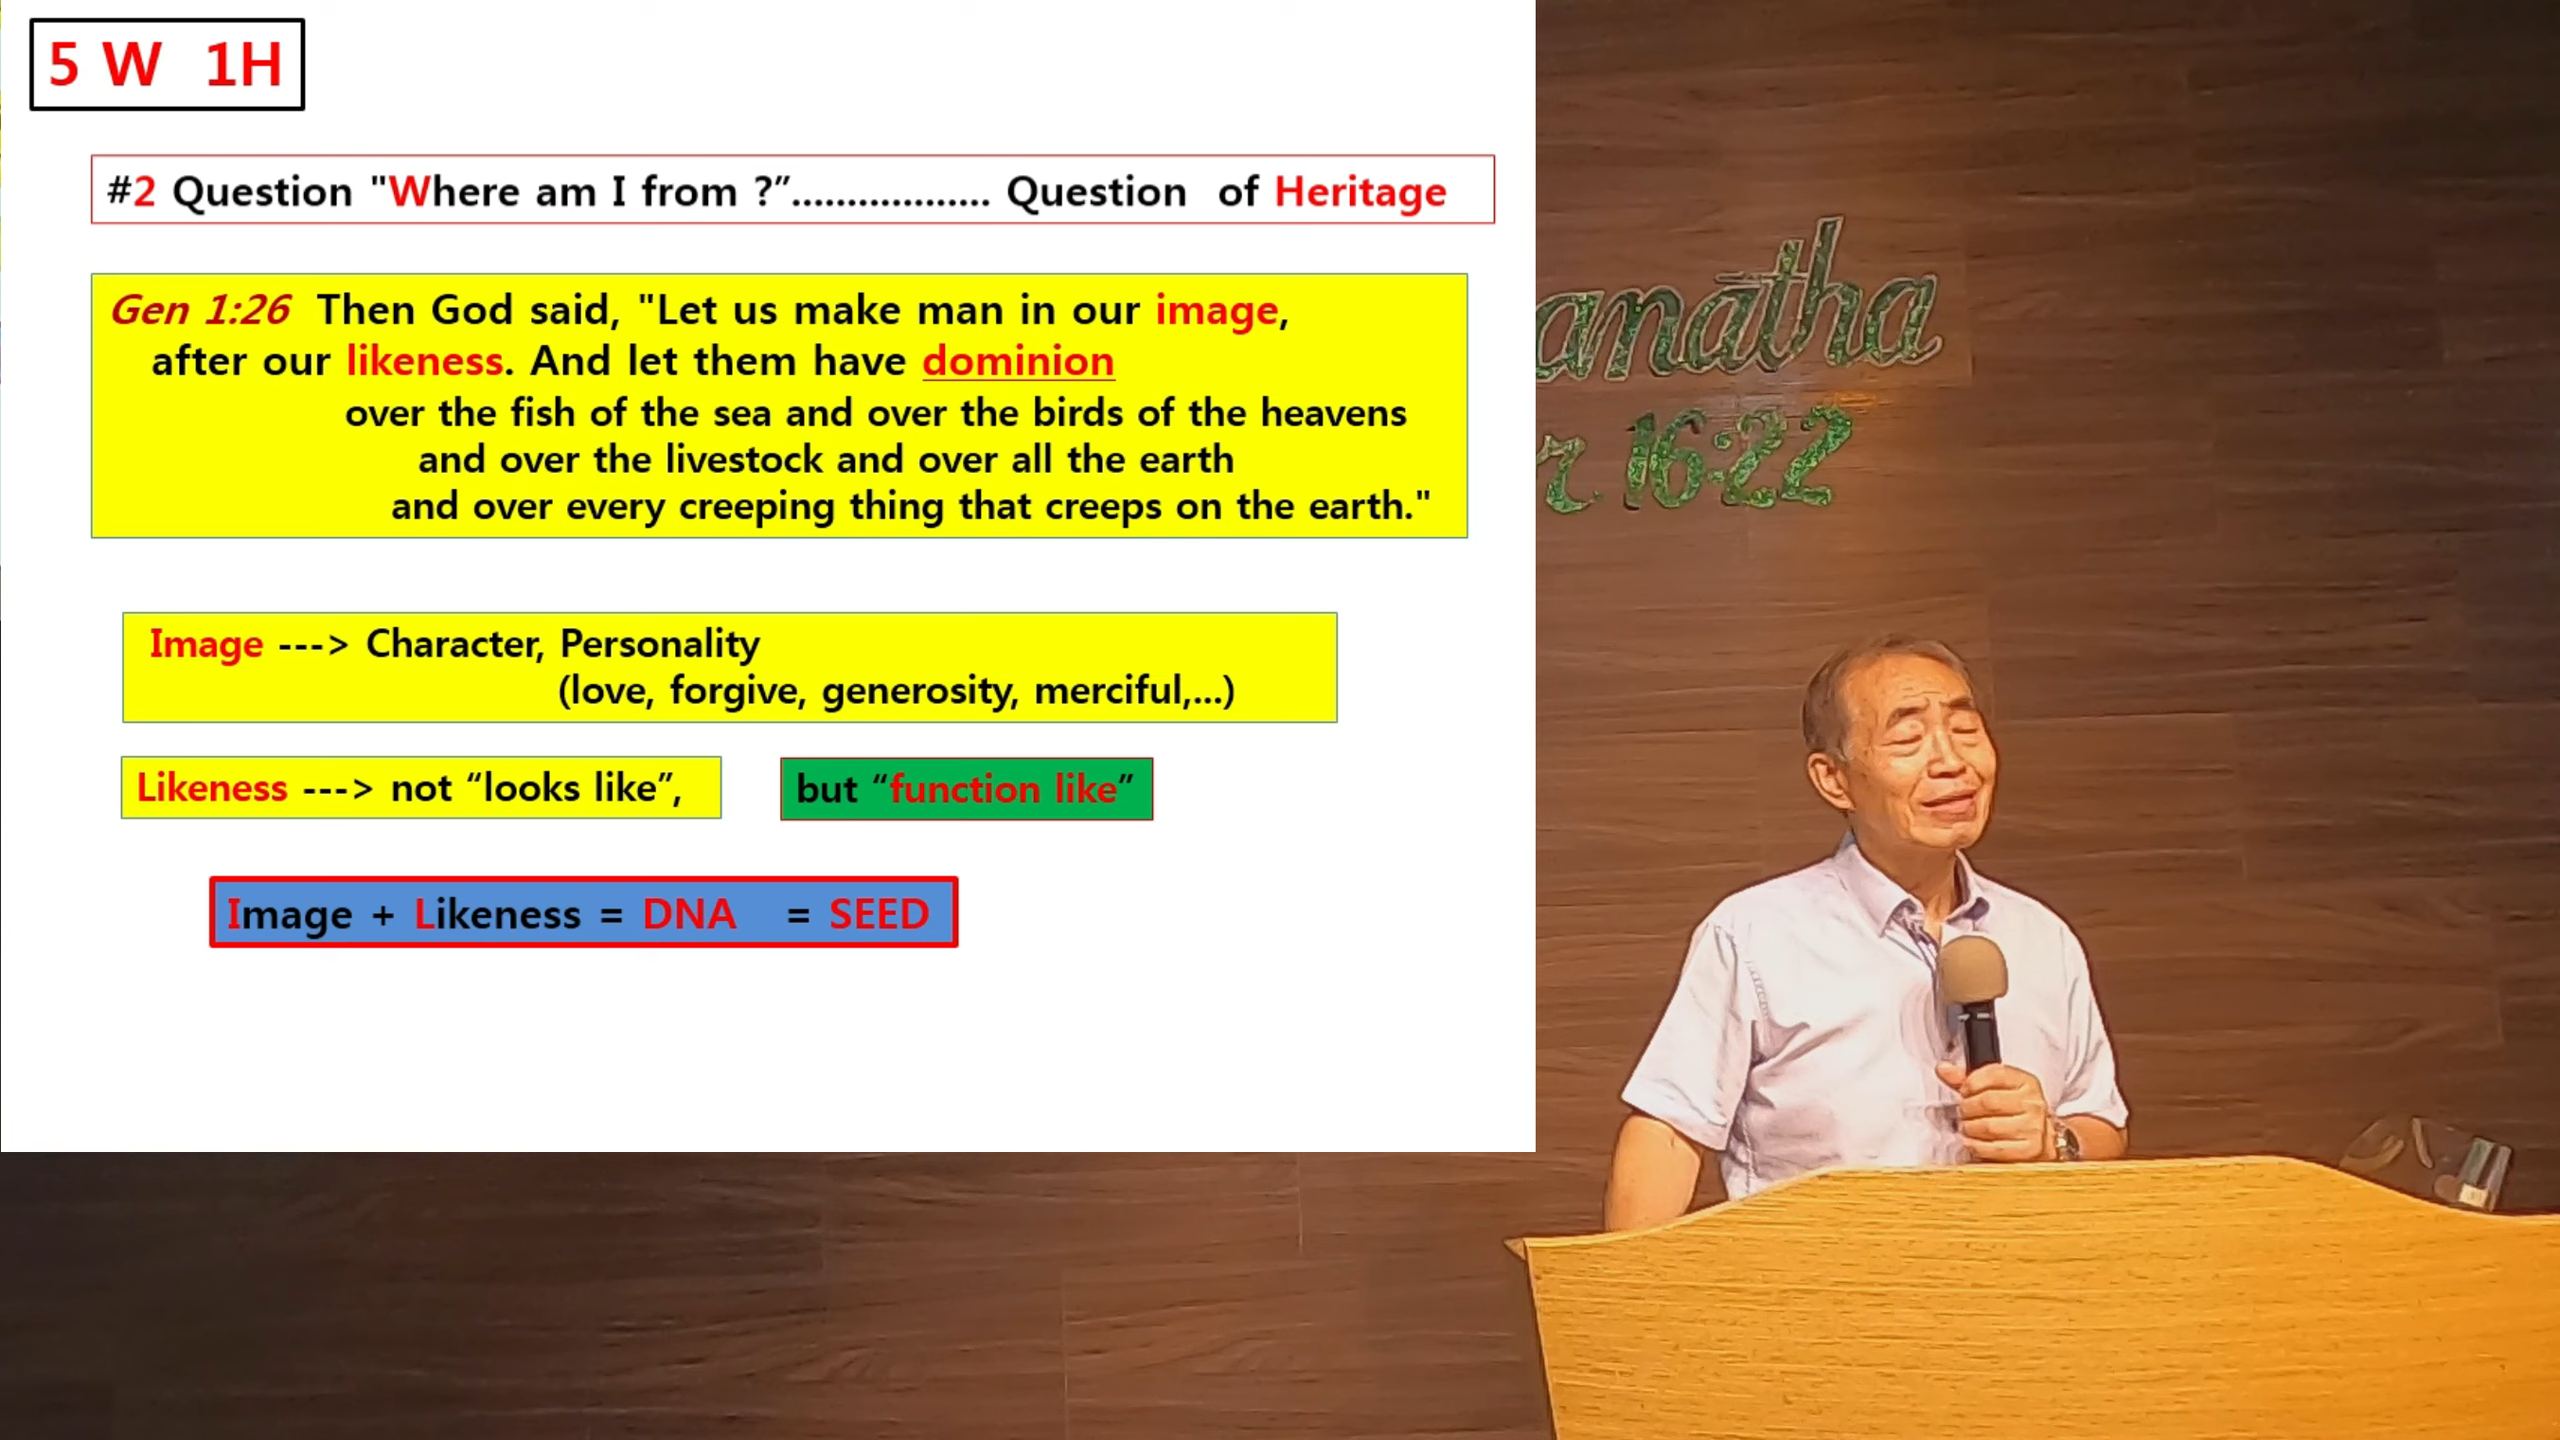 5 W 1H
#2 Question "Where am I from ?”.................. Question of Heritage
Gen 1:26 Then God said, "Let us make man in our image,
after our likeness. And let them have dominion
over the fish of the sea and over the birds of the heavens
and over the livestock and over all the earth
and over every creeping thing that creeps on the earth."
Image ---> Character, Personality
(love, forgive, generosity, merciful,...)
Likeness ---> not “looks like”, but “function like”
Image + Likeness = DNA = SEED
anatha
r 16:22